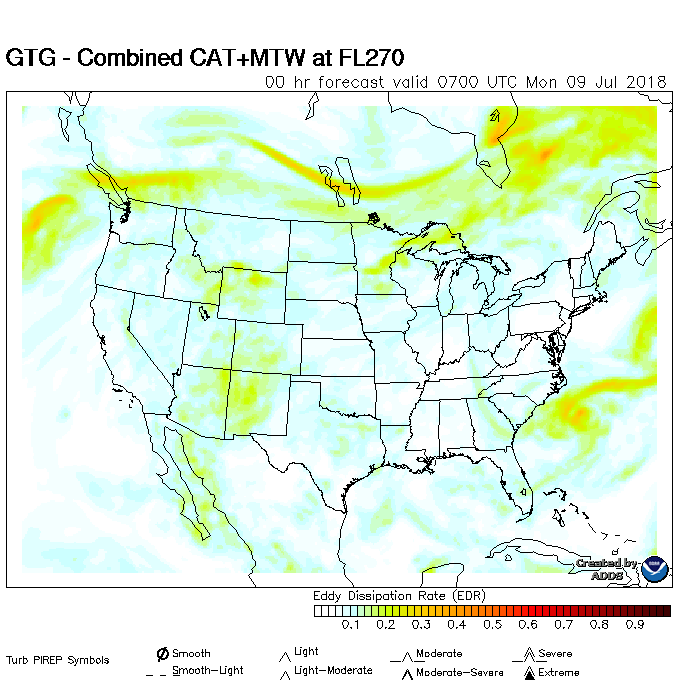 GTG - Combined CAT+MTW at FL270
00 hr forecast valid 0700 UTC Mon 09 Jul 2018
Created by
ADDS
Eddy Dissipation Rate (EDR)
0.1 0.2 0.3 0.4 0.5 0.6 0.7 0.8 0.9
Turb PIREP Symbols
Smooth Light Moderate Severe
Smooth-Light Light-Moderate Moderate-Severe Extreme